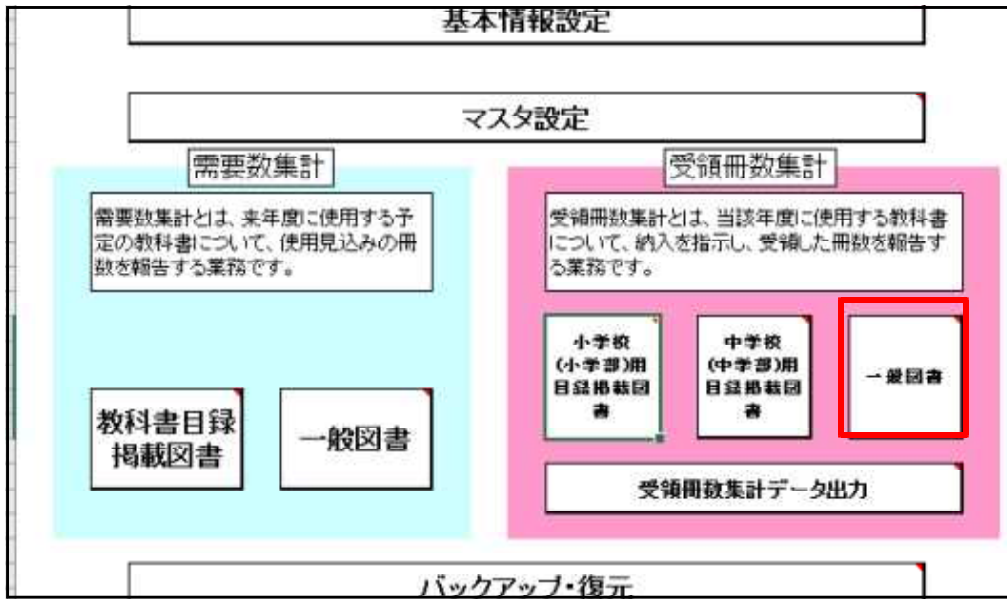 基本情報設定
マスタ設定
需要数集計
需要数集計とは、来年度に使用する予
定の教科書について、使用見込みの冊
数を報告する業務です。
教科書目録
掲載図書
一般図書
受領冊数集計
受領冊数集計とは、当該年度に使用する教科書
について、納入を指示し、受領した冊数を報告す
る業務です。
小学校
(小学部)用
目録掲載図
書
中学校
(中学部)用
目録掲載図
書
一般図書
受領冊数集計データ出力
バックアップ・復元